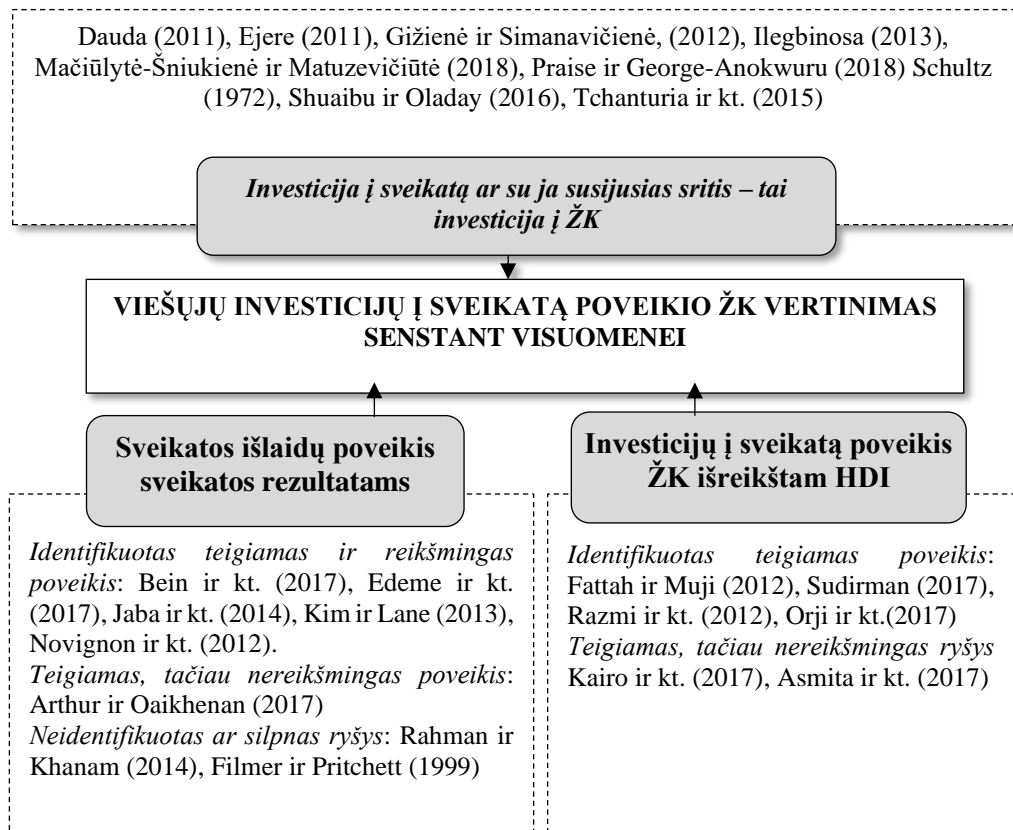 Dauda (2011), Ejere (2011), Gižienė ir Simanavičienė, (2012), Ilegbinosa (2013),
Mačiūlytė-Šniukienė ir Matuzevičiūtė (2018), Praise ir George-Anokwuru (2018) Schultz
(1972), Shuaibu ir Oladay (2016), Tchanturia ir kt. (2015)
Investicija į sveikatą ar su ja susijusias sritis – tai
investicija į ŽK
VIEŠŲJŲ INVESTICIJŲ Į SVEIKATĄ POVEIKIO ŽK VERTINIMAS
SENSTANT VISUOMENEI
Sveikatos išlaidų poveikis
sveikatos rezultatams
Identifikuotas teigiamas ir reikšmingas
poveikis: Bein ir kt. (2017), Edeme ir kt.
(2017), Jaba ir kt. (2014), Kim ir Lane (2013),
Novignon ir kt. (2012).
Teigiamas, tačiau nereikšmingas poveikis:
Arthur ir Oaikhenan (2017)
Neidentifikuotas ar silpnas ryšys: Rahman ir
Khanam (2014), Filmer ir Pritchett (1999)
Investicijų į sveikatą poveikis
ŽK išreikštam HDI
Identifikuotas teigiamas poveikis:
Fattah ir Muji (2012), Sudirman (2017),
Razmi ir kt. (2012), Orji ir kt.(2017)
Teigiamas, tačiau nereikšmingas ryšys
Kairo ir kt. (2017), Asmita ir kt. (2017)